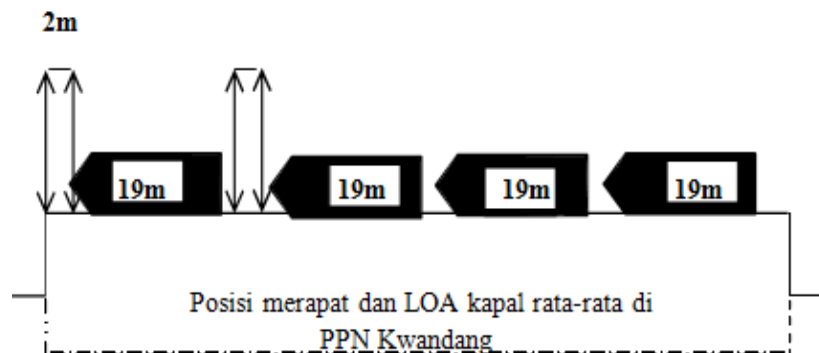 2m
19m
19m
19m
19m
Posisi merapat dan LOA kapal rata-rata di
PPN Kwandang